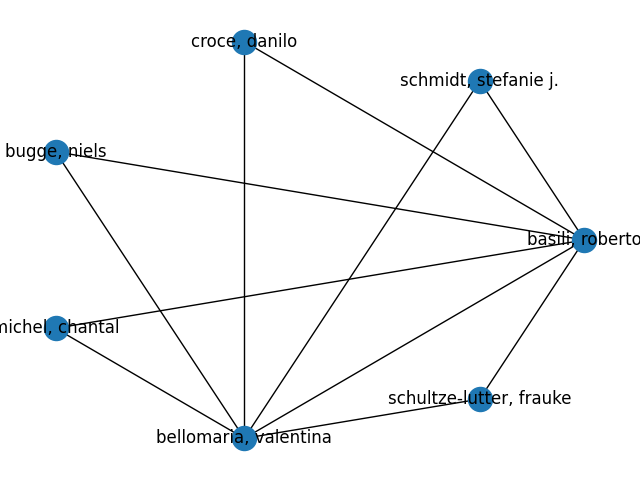 croce, danilo
schmidt, stefanie j.
bugge, niels
basili, roberto
michel, chantal
schultze-lutter, frauke
bellomaria, valentina